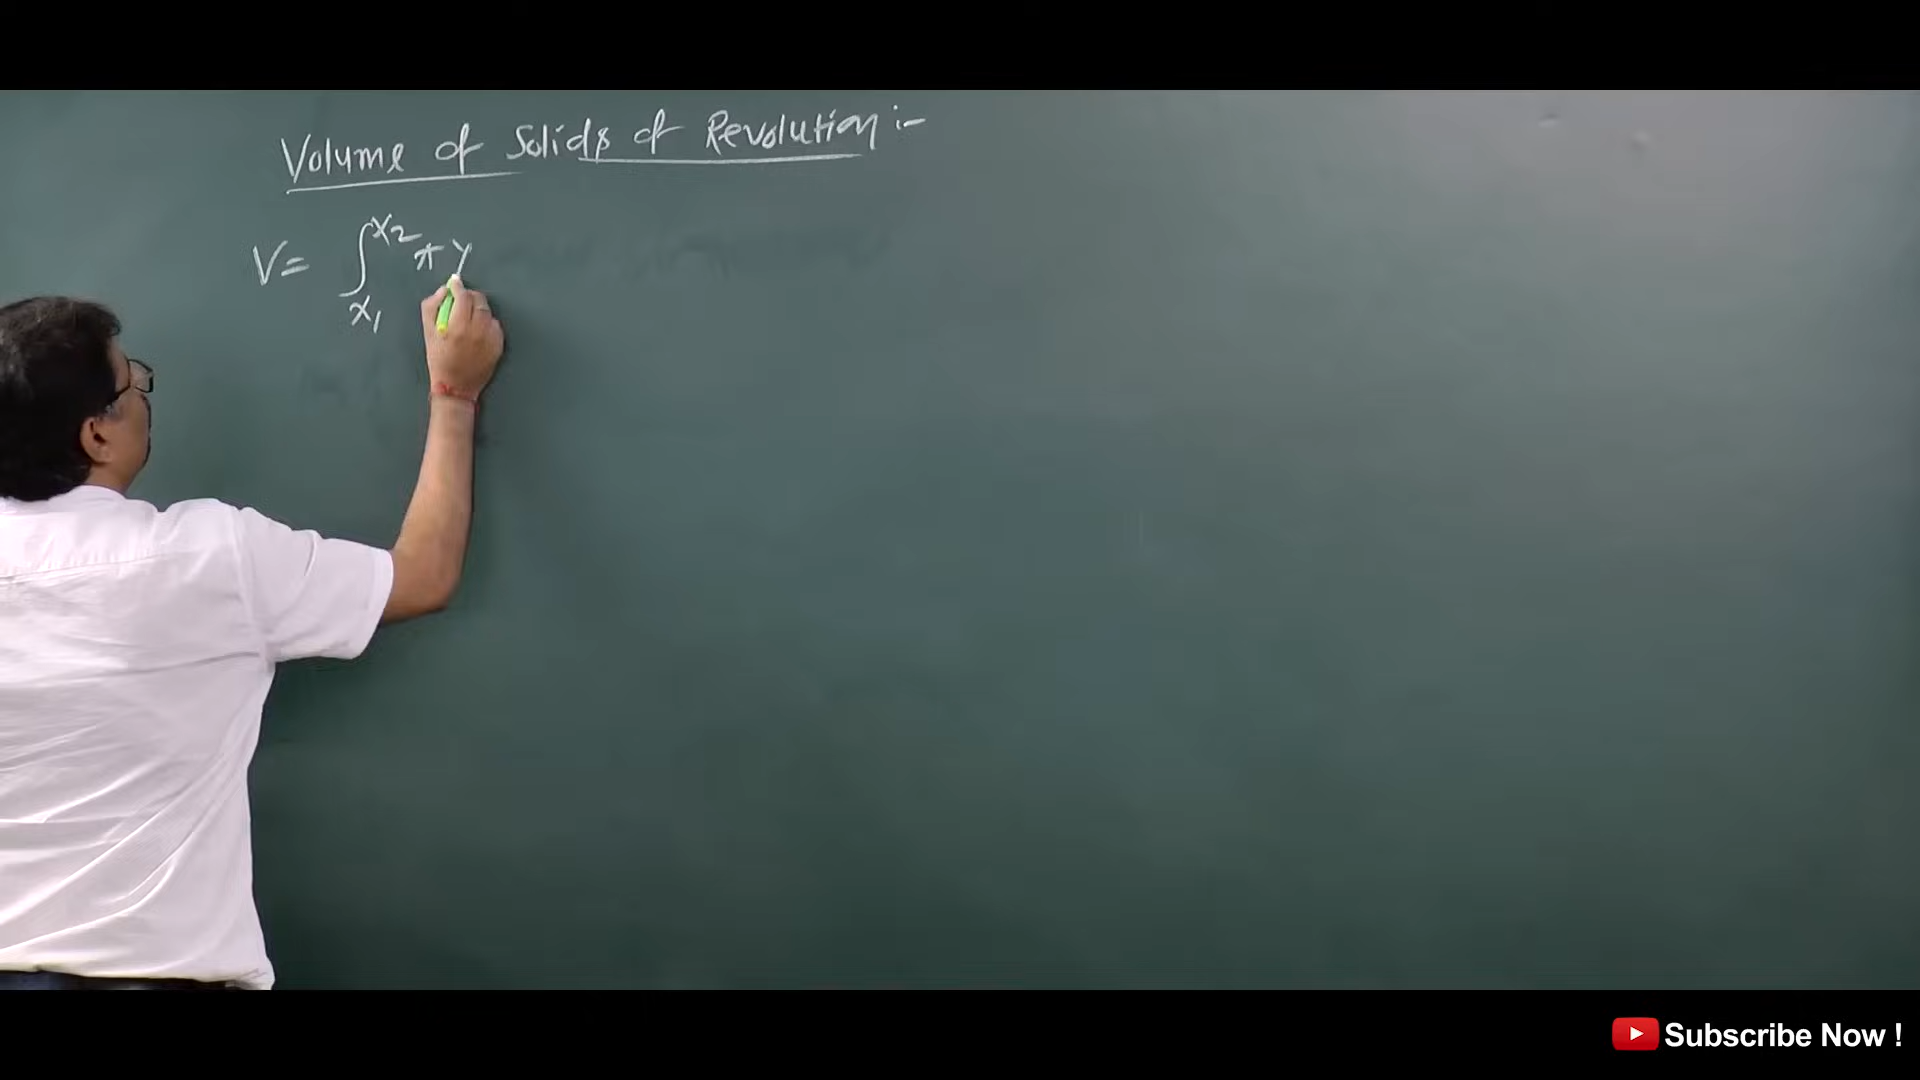 Volume of Solids of Revolution :-
V = ∫_{x1}^{x2} π y
Subscribe Now !